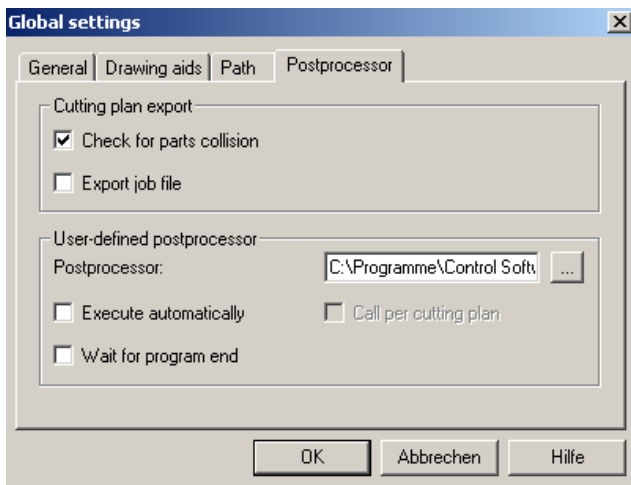 Global settings
General Drawing aids Path Postprocessor
Cutting plan export
Check for parts collision
Export job file
User-defined postprocessor
Postprocessor: C:\Programme\Control Softw ...
Execute automatically Call per cutting plan
Wait for program end
OK Abbrechen Hilfe